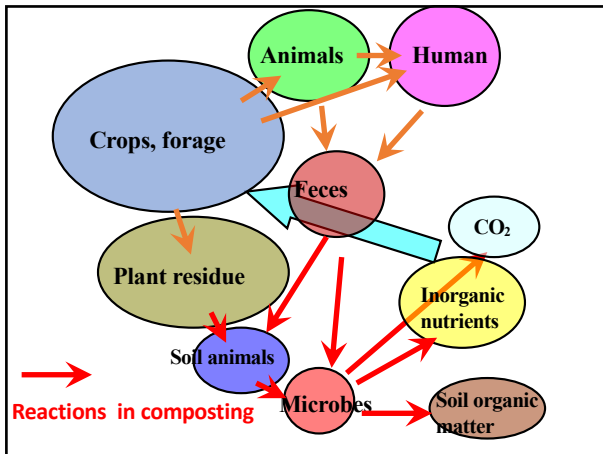 Animals
Human
Crops, forage
Feces
CO₂
Plant residue
Inorganic
nutrients
Soil animals
Microbes
Soil organic
matter
Reactions in composting